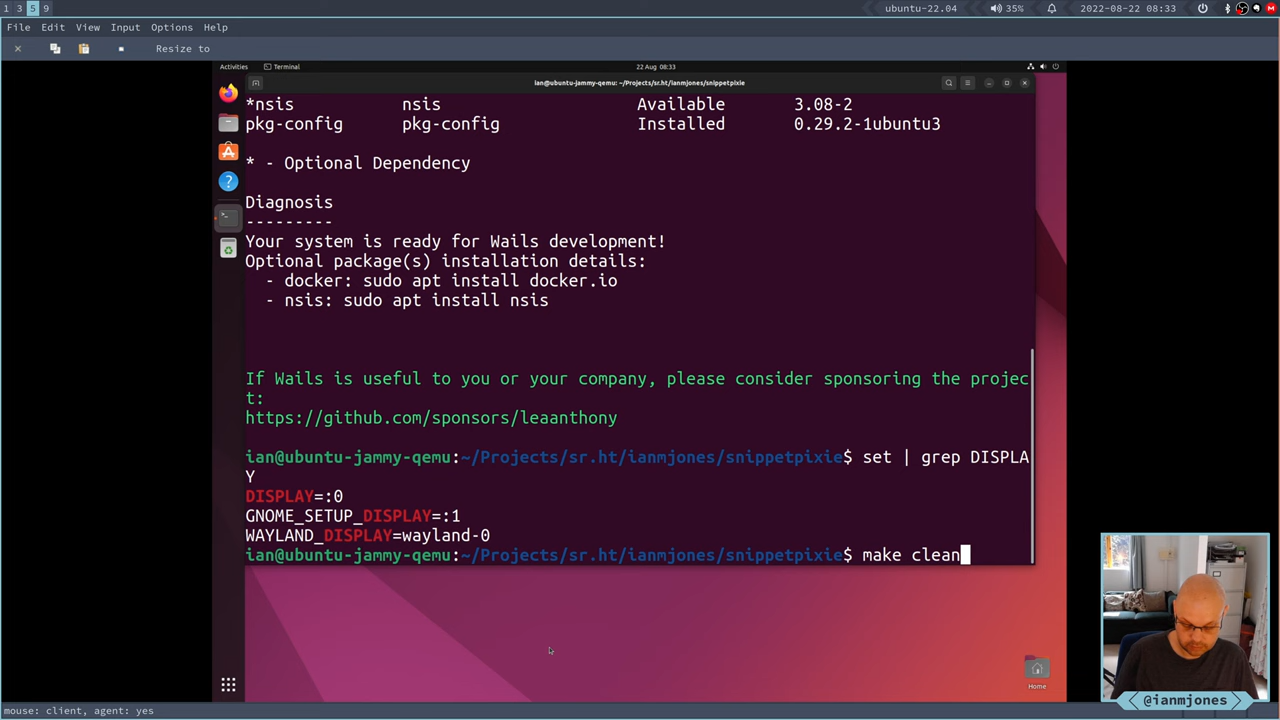 1 3 5 9
ubuntu-22.04
35%
2022-08-22 08:33
File Edit View Input Options Help
Resize to
Activities
Terminal
22 Aug 08:33
ian@ubuntu-jammy-qemu: ~/Projects/sr.ht/ianmjones/snippetpixie
*nsis nsis Available 3.08-2
pkg-config pkg-config Installed 0.29.2-1ubuntu3
* - Optional Dependency
Diagnosis
---------
Your system is ready for Wails development!
Optional package(s) installation details:
- docker: sudo apt install docker.io
- nsis: sudo apt install nsis
If Wails is useful to you or your company, please consider sponsoring the projec
t:
https://github.com/sponsors/leaanthony
ian@ubuntu-jammy-qemu:~/Projects/sr.ht/ianmjones/snippetpixie$ set | grep DISPLA
Y
DISPLAY=:0
GNOME_SETUP_DISPLAY=:1
WAYLAND_DISPLAY=wayland-0
ian@ubuntu-jammy-qemu:~/Projects/sr.ht/ianmjones/snippetpixie$ make clean
Home
@ianmjones
mouse: client, agent: yes